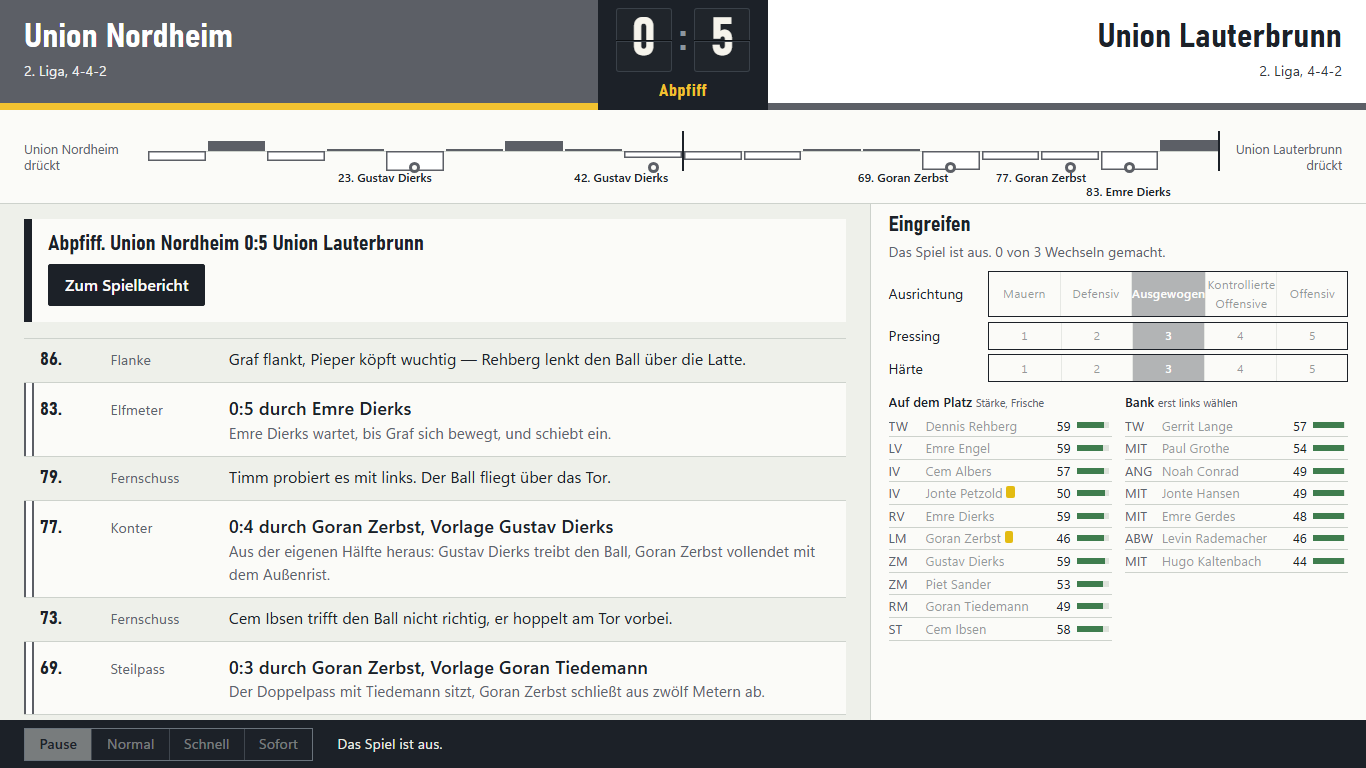 Union Nordheim
2. Liga, 4-4-2
0 : 5
Abpfiff
Union Lauterbrunn
2. Liga, 4-4-2
Union Nordheim
drückt
23. Gustav Dierks
42. Gustav Dierks
69. Goran Zerbst
77. Goran Zerbst
83. Emre Dierks
Union Lauterbrunn
drückt
Abpfiff. Union Nordheim 0:5 Union Lauterbrunn
Zum Spielbericht
86. Flanke Graf flankt, Pieper köpft wuchtig — Rehberg lenkt den Ball über die Latte.
83. Elfmeter 0:5 durch Emre Dierks
Emre Dierks wartet, bis Graf sich bewegt, und schiebt ein.
79. Fernschuss Timm probiert es mit links. Der Ball fliegt über das Tor.
77. Konter 0:4 durch Goran Zerbst, Vorlage Gustav Dierks
Aus der eigenen Hälfte heraus: Gustav Dierks treibt den Ball, Goran Zerbst vollendet mit
dem Außenrist.
73. Fernschuss Cem Ibsen trifft den Ball nicht richtig, er hoppelt am Tor vorbei.
69. Steilpass 0:3 durch Goran Zerbst, Vorlage Goran Tiedemann
Der Doppelpass mit Tiedemann sitzt, Goran Zerbst schließt aus zwölf Metern ab.
Eingreifen
Das Spiel ist aus. 0 von 3 Wechseln gemacht.
Ausrichtung Mauern Defensiv Ausgewogen Kontrollierte Offensive Offensiv
Pressing 1 2 3 4 5
Härte 1 2 3 4 5
Auf dem Platz Stärke, Frische
TW Dennis Rehberg 59
LV Emre Engel 59
IV Cem Albers 57
IV Jonte Petzold 50
RV Emre Dierks 59
LM Goran Zerbst 46
ZM Gustav Dierks 59
ZM Piet Sander 53
RM Goran Tiedemann 49
ST Cem Ibsen 58
Bank erst links wählen
TW Gerrit Lange 57
MIT Paul Grothe 54
ANG Noah Conrad 49
MIT Jonte Hansen 49
MIT Emre Gerdes 48
ABW Levin Rademacher 46
MIT Hugo Kaltenbach 44
Pause Normal Schnell Sofort Das Spiel ist aus.